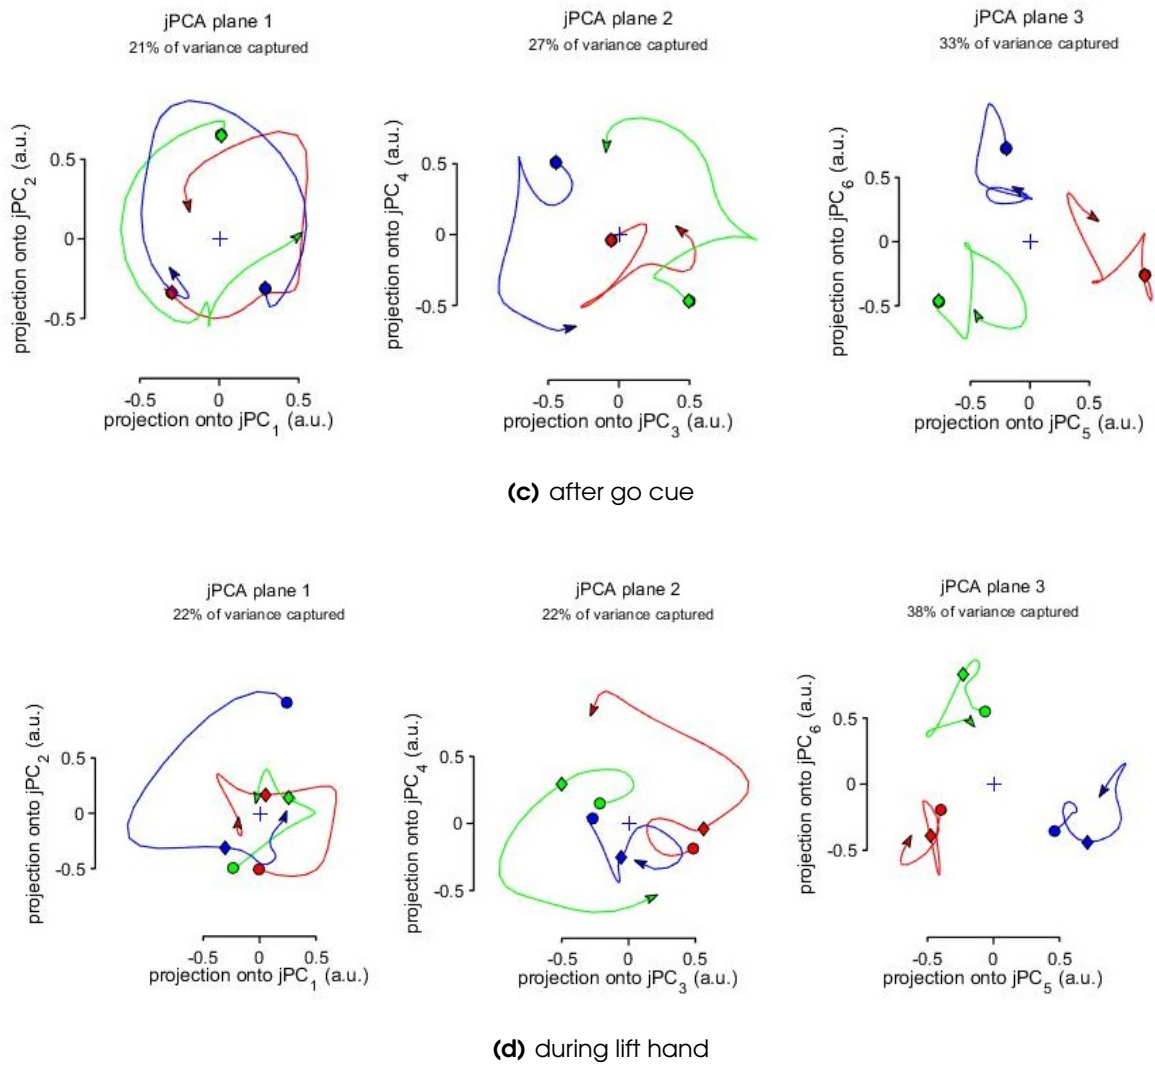 jPCA plane 1
21% of variance captured
projection onto jPC2 (a.u.)
0.5
0
-0.5
-0.5 0 0.5
projection onto jPC1 (a.u.)
jPCA plane 2
27% of variance captured
projection onto jPC4 (a.u.)
0.5
0
-0.5
-0.5 0 0.5
projection onto jPC3 (a.u.)
jPCA plane 3
33% of variance captured
projection onto jPC6 (a.u.)
0.5
0
-0.5
-0.5 0 0.5
projection onto jPC5 (a.u.)
(c) after go cue
jPCA plane 1
22% of variance captured
projection onto jPC2 (a.u.)
0.5
0
-0.5
-0.5 0 0.5
projection onto jPC1 (a.u.)
jPCA plane 2
22% of variance captured
projection onto jPC4 (a.u.)
0.5
0
-0.5
-0.5 0 0.5
projection onto jPC3 (a.u.)
jPCA plane 3
38% of variance captured
projection onto jPC6 (a.u.)
0.5
0
-0.5
-0.5 0 0.5
projection onto jPC5 (a.u.)
(d) during lift hand